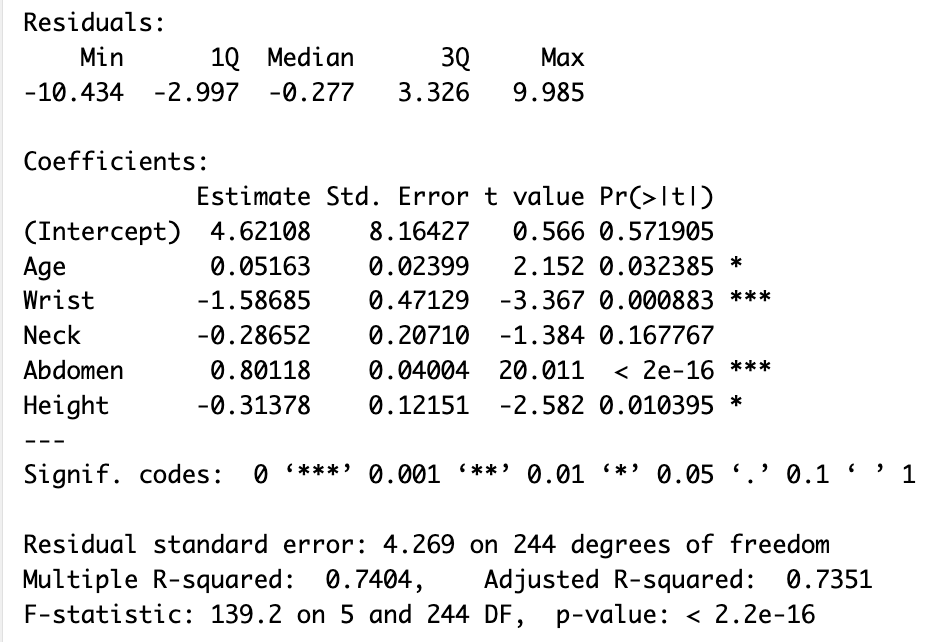 Residuals:
    Min      1Q  Median      3Q     Max
-10.434  -2.997  -0.277   3.326   9.985

Coefficients:
            Estimate Std. Error t value Pr(>|t|)
(Intercept)  4.62108    8.16427   0.566 0.571905
Age          0.05163    0.02399   2.152 0.032385 *
Wrist       -1.58685    0.47129  -3.367 0.000883 ***
Neck        -0.28652    0.20710  -1.384 0.167767
Abdomen      0.80118    0.04004  20.011  < 2e-16 ***
Height      -0.31378    0.12151  -2.582 0.010395 *
---
Signif. codes:  0 ‘***’ 0.001 ‘**’ 0.01 ‘*’ 0.05 ‘.’ 0.1 ‘ ’ 1

Residual standard error: 4.269 on 244 degrees of freedom
Multiple R-squared:  0.7404,    Adjusted R-squared:  0.7351
F-statistic: 139.2 on 5 and 244 DF,  p-value: < 2.2e-16